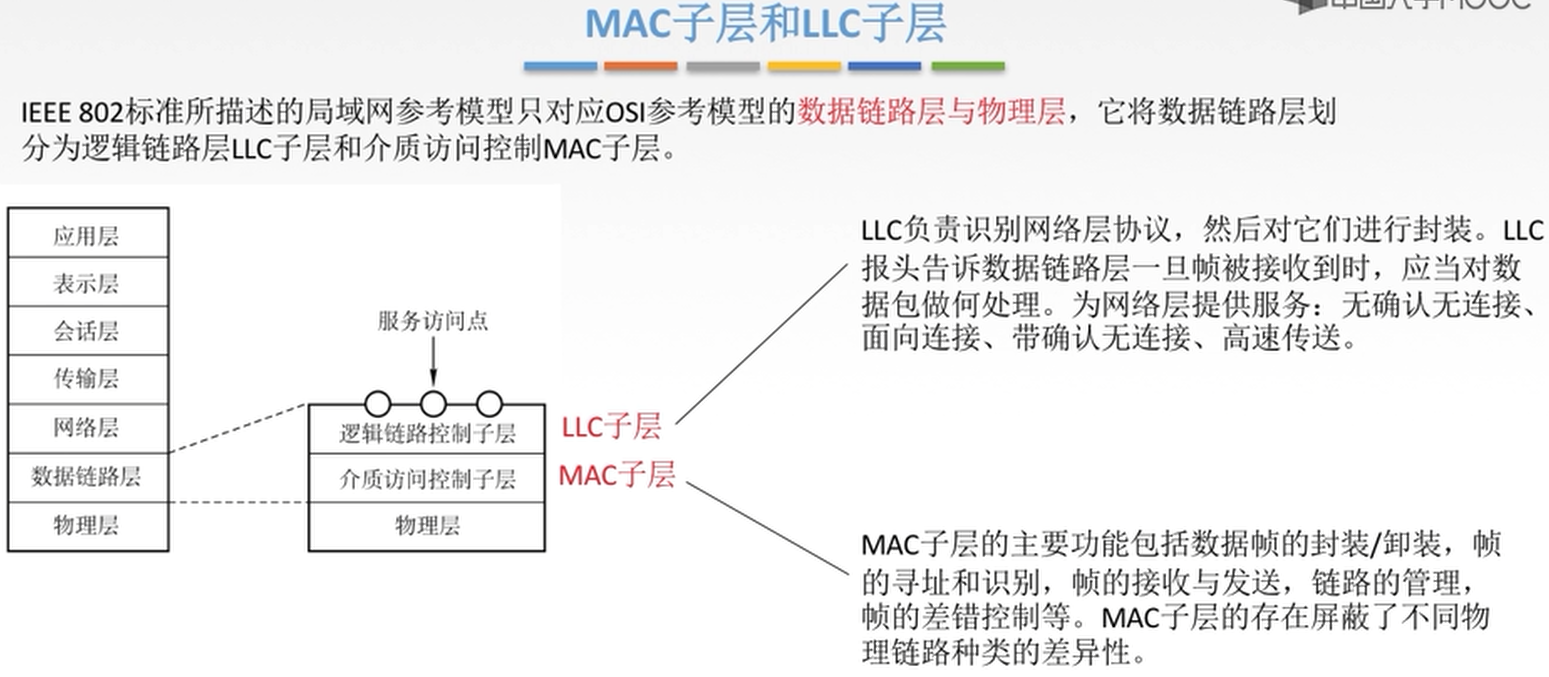 MAC子层和LLC子层
IEEE 802标准所描述的局域网参考模型只对应OSI参考模型的数据链路层与物理层，它将数据链路层划
分为逻辑链路层LLC子层和介质访问控制MAC子层。
应用层
表示层
会话层
传输层
网络层
数据链路层
物理层
服务访问点
逻辑链路控制子层
介质访问控制子层
物理层
LLC子层
MAC子层
LLC负责识别网络层协议，然后对它们进行封装。LLC
报头告诉数据链路层一旦帧被接收到时，应当对数
据包做何处理。为网络层提供服务：无确认无连接、
面向连接、带确认无连接、高速传送。
MAC子层的主要功能包括数据帧的封装/卸装，帧
的寻址和识别，帧的接收与发送，链路的管理，
帧的差错控制等。MAC子层的存在屏蔽了不同物
理链路种类的差异性。